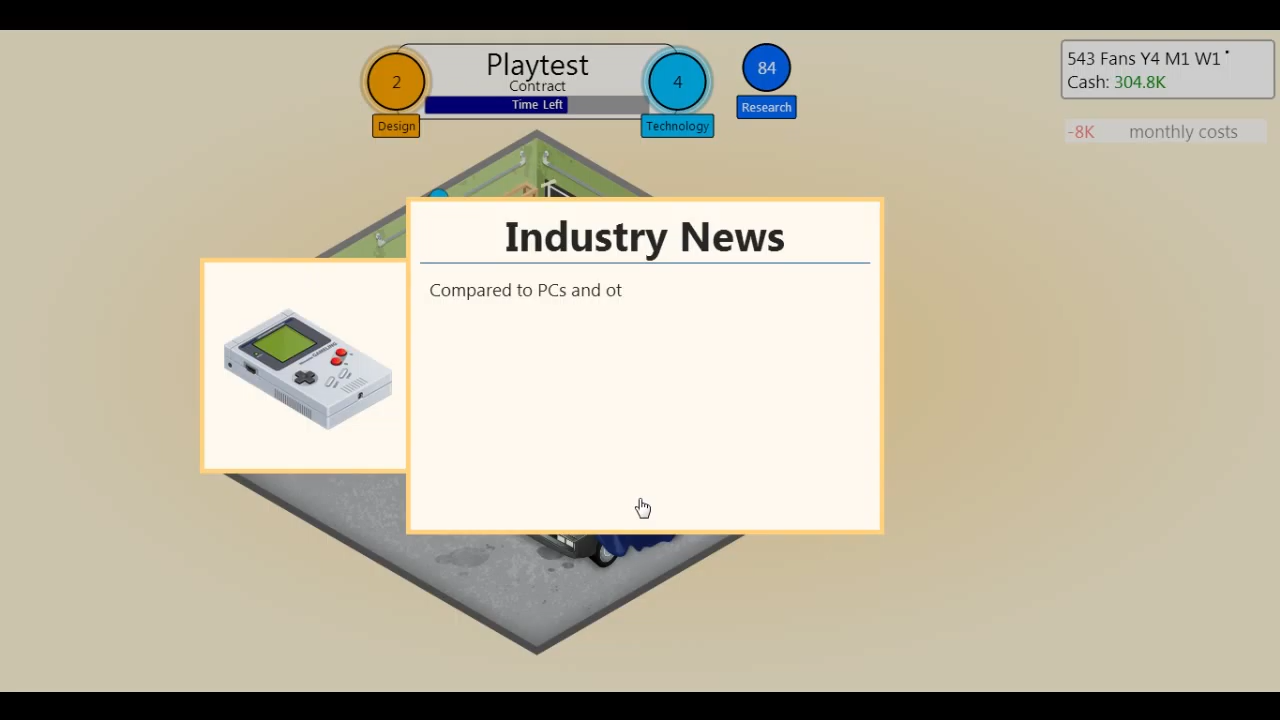 Playtest
Contract
Time Left
2
Design
4
Technology
84
Research
543 Fans Y4 M1 W1
Cash: 304.8K
-8K monthly costs
Industry News
Compared to PCs and ot